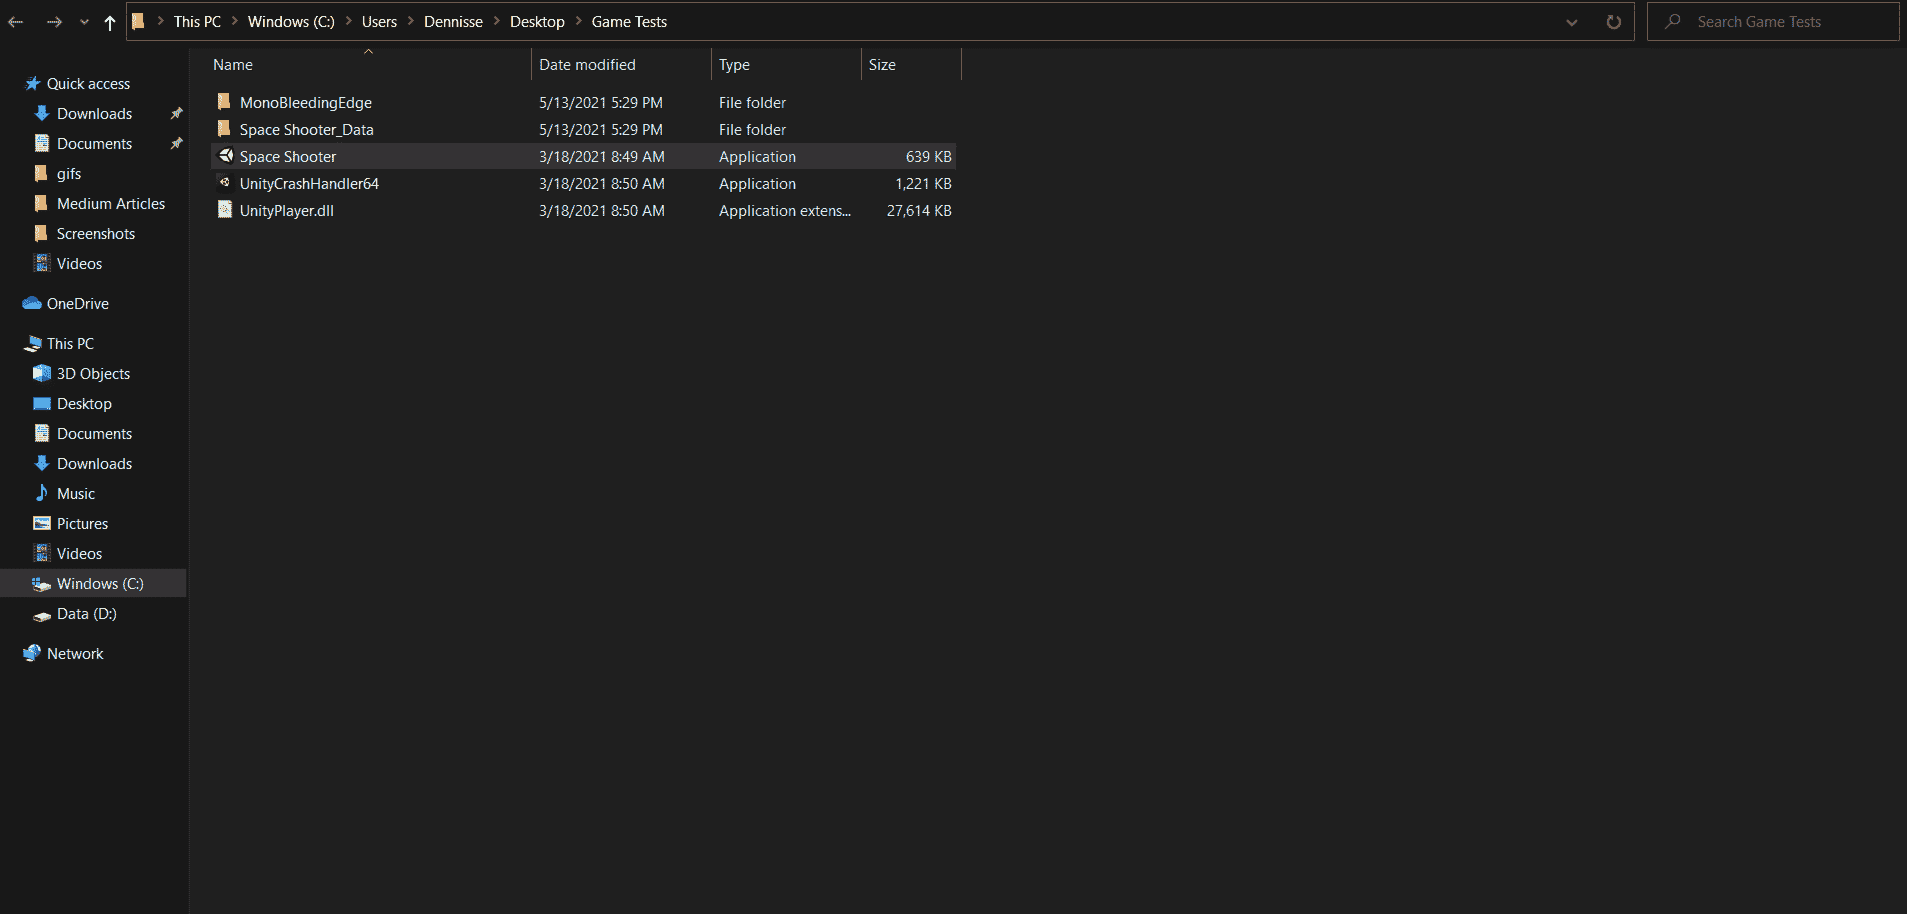 This PC > Windows (C:) > Users > Dennisse > Desktop > Game Tests
Search Game Tests
Quick access
Downloads
Documents
gifs
Medium Articles
Screenshots
Videos
OneDrive
This PC
3D Objects
Desktop
Documents
Downloads
Music
Pictures
Videos
Windows (C:)
Data (D:)
Network
Name Date modified Type Size
MonoBleedingEdge 5/13/2021 5:29 PM File folder
Space Shooter_Data 5/13/2021 5:29 PM File folder
Space Shooter 3/18/2021 8:49 AM Application 639 KB
UnityCrashHandler64 3/18/2021 8:50 AM Application 1,221 KB
UnityPlayer.dll 3/18/2021 8:50 AM Application extens... 27,614 KB